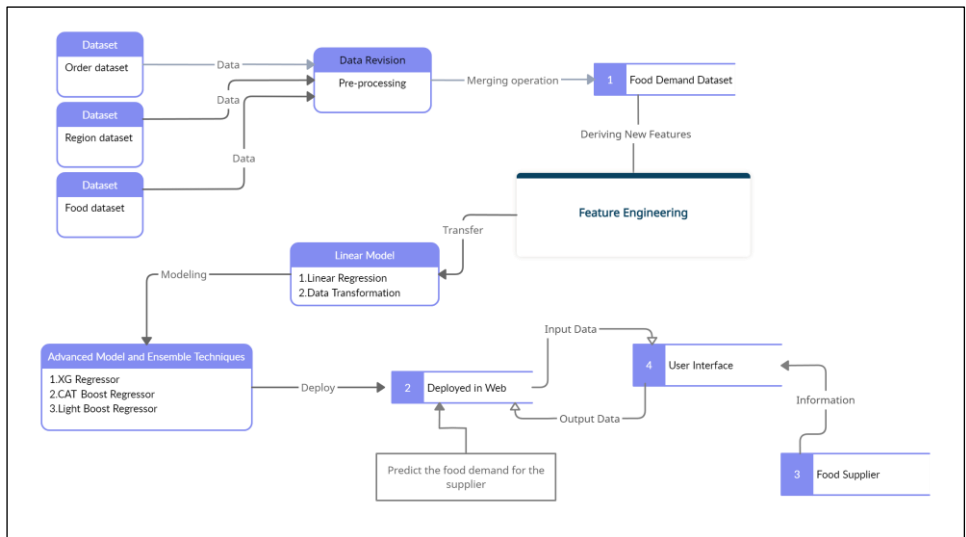 Dataset
Order dataset
Data
Data Revision
Pre-processing
Merging operation
1
Food Demand Dataset
Dataset
Region dataset
Data
Dataset
Food dataset
Data
Deriving New Features
Feature Engineering
Transfer
Linear Model
1.Linear Regression
2.Data Transformation
Modeling
Advanced Model and Ensemble Techniques
1.XG Regressor
2.CAT Boost Regressor
3.Light Boost Regressor
Deploy
2
Deployed in Web
Input Data
4
User Interface
Output Data
Information
3
Food Supplier
Predict the food demand for the
supplier